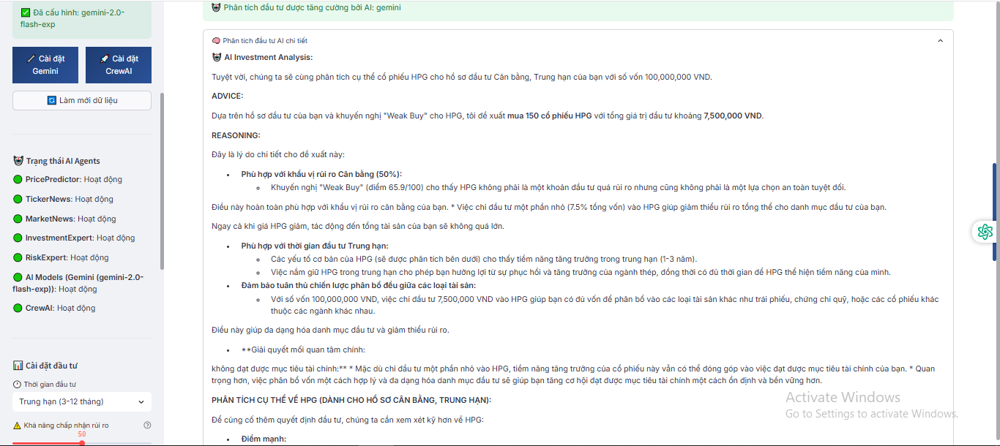 Đã cấu hình: gemini-2.0-
flash-exp
Cài đặt
Gemini
Cài đặt
CrewAI
Làm mới dữ liệu
Trạng thái AI Agents
PricePredictor: Hoạt động
TickerNews: Hoạt động
MarketNews: Hoạt động
InvestmentExpert: Hoạt động
RiskExpert: Hoạt động
AI Models (Gemini (gemini-2.0-
flash-exp)): Hoạt động
CrewAI: Hoạt động
Cài đặt đầu tư
Thời gian đầu tư
Trung hạn (3-12 tháng)
Khả năng chấp nhận rủi ro
50
Phân tích đầu tư được tăng cường bởi AI: gemini
Phân tích đầu tư AI chi tiết
AI Investment Analysis:
Tuyệt vời, chúng ta sẽ cùng phân tích cụ thể cổ phiếu HPG cho hồ sơ đầu tư Cân bằng, Trung hạn của bạn với số vốn 100,000,000 VND.
ADVICE:
Dựa trên hồ sơ đầu tư của bạn và khuyến nghị "Weak Buy" cho HPG, tôi đề xuất mua 150 cổ phiếu HPG với tổng giá trị đầu tư khoảng 7,500,000 VND.
REASONING:
Đây là lý do chi tiết cho đề xuất này:
• Phù hợp với khẩu vị rủi ro Cân bằng (50%):
◦ Khuyến nghị "Weak Buy" (điểm 65.9/100) cho thấy HPG không phải là một khoản đầu tư quá rủi ro nhưng cũng không phải là một lựa chọn an toàn tuyệt đối.
Điều này hoàn toàn phù hợp với khẩu vị rủi ro cân bằng của bạn. * Việc chỉ đầu tư một phần nhỏ (7.5% tổng vốn) vào HPG giúp giảm thiểu rủi ro tổng thể cho danh mục đầu tư của bạn.
Ngay cả khi giá HPG giảm, tác động đến tổng tài sản của bạn sẽ không quá lớn.
• Phù hợp với thời gian đầu tư Trung hạn:
◦ Các yếu tố cơ bản của HPG (sẽ được phân tích bên dưới) cho thấy tiềm năng tăng trưởng trong trung hạn (1-3 năm).
◦ Việc nắm giữ HPG trong trung hạn cho phép bạn hưởng lợi từ sự phục hồi và tăng trưởng của ngành thép, đồng thời có đủ thời gian để HPG thể hiện tiềm năng của mình.
• Đảm bảo tuân thủ chiến lược phân bổ đều giữa các loại tài sản:
◦ Với số vốn 100,000,000 VND, việc chỉ đầu tư 7,500,000 VND vào HPG giúp bạn có đủ vốn để phân bổ vào các loại tài sản khác như trái phiếu, chứng chỉ quỹ, hoặc các cổ phiếu khác
thuộc các ngành khác nhau.
Điều này giúp đa dạng hóa danh mục đầu tư và giảm thiểu rủi ro.
• **Giải quyết mối quan tâm chính:
không đạt được mục tiêu tài chính:** * Mặc dù chỉ đầu tư một phần nhỏ vào HPG, tiềm năng tăng trưởng của cổ phiếu này vẫn có thể đóng góp vào việc đạt được mục tiêu tài chính của bạn. * Quan
trọng hơn, việc phân bổ vốn một cách hợp lý và đa dạng hóa danh mục đầu tư sẽ giúp bạn tăng cơ hội đạt được mục tiêu tài chính một cách ổn định và bền vững hơn.
PHÂN TÍCH CỤ THỂ VỀ HPG (DÀNH CHO HỒ SƠ CÂN BẰNG, TRUNG HẠN):
Để củng cố thêm quyết định đầu tư, chúng ta cần xem xét kỹ hơn về HPG:
• Điểm mạnh:
Activate Windows
Go to Settings to activate Windows.